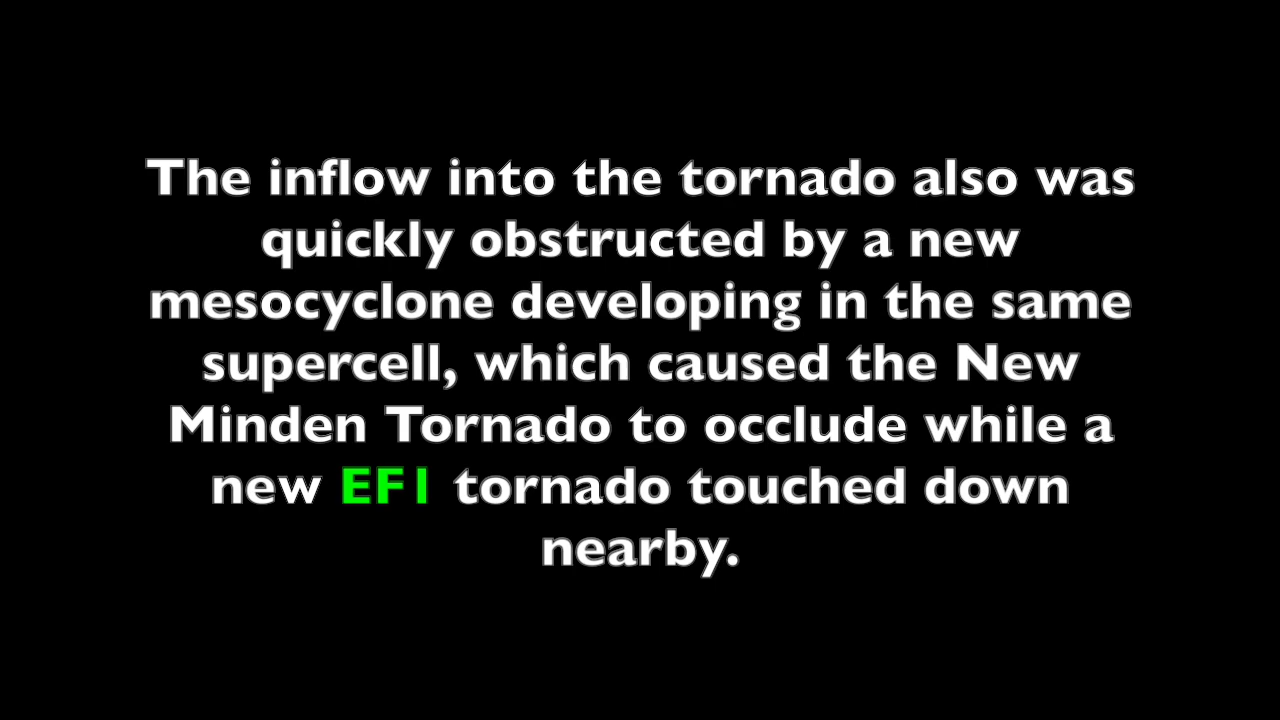 The inflow into the tornado also was
quickly obstructed by a new
mesocyclone developing in the same
supercell, which caused the New
Minden Tornado to occlude while a
new EF1 tornado touched down
nearby.